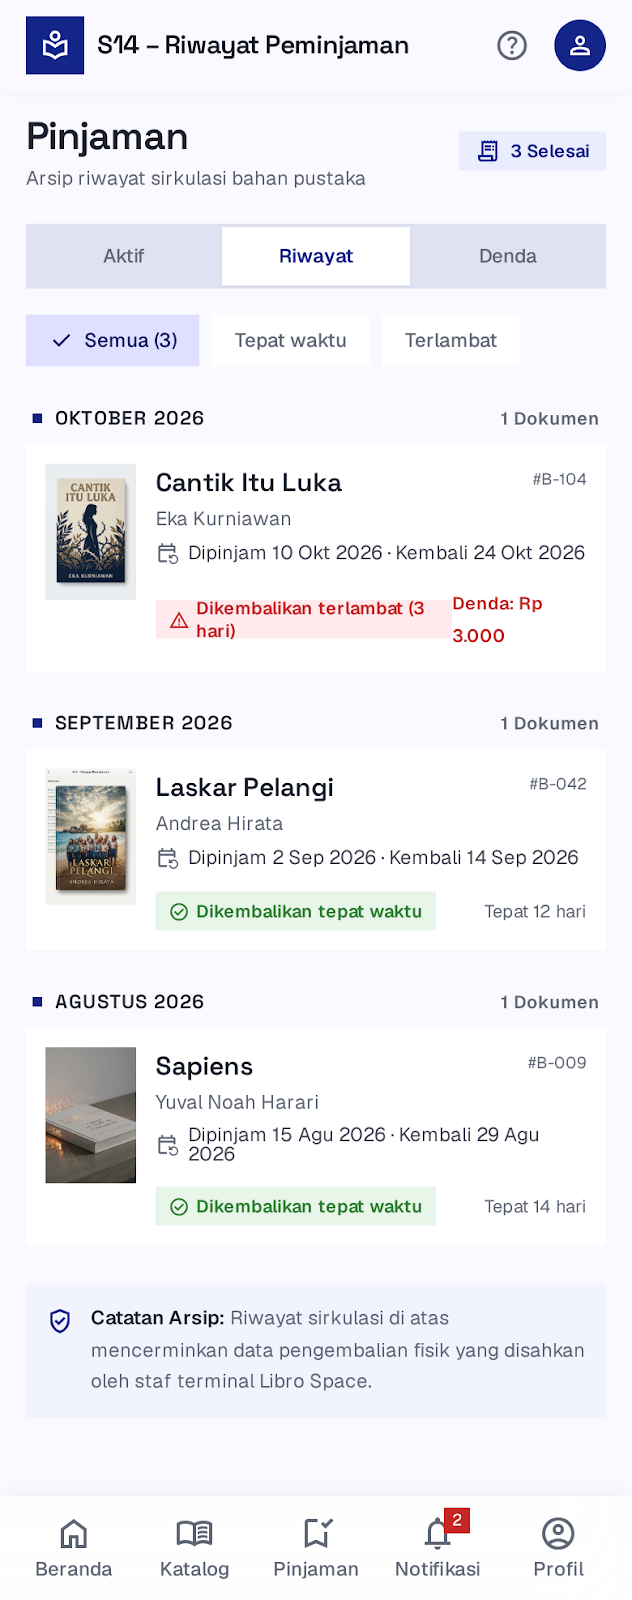 S14 – Riwayat Peminjaman
Pinjaman
Arsip riwayat sirkulasi bahan pustaka
3 Selesai
Aktif
Riwayat
Denda
Semua (3)
Tepat waktu
Terlambat
OKTOBER 2026
1 Dokumen
CANTIK
ITU LUKA
EKA KURNIAWAN
Cantik Itu Luka
#B-104
Eka Kurniawan
Dipinjam 10 Okt 2026 · Kembali 24 Okt 2026
Dikembalikan terlambat (3
hari)
Denda: Rp
3.000
SEPTEMBER 2026
1 Dokumen
LASKAR
PELANGI
ANDREA HIRATA
Laskar Pelangi
#B-042
Andrea Hirata
Dipinjam 2 Sep 2026 · Kembali 14 Sep 2026
Dikembalikan tepat waktu
Tepat 12 hari
AGUSTUS 2026
1 Dokumen
Sapiens
#B-009
Yuval Noah Harari
Dipinjam 15 Agu 2026 · Kembali 29 Agu
2026
Dikembalikan tepat waktu
Tepat 14 hari
Catatan Arsip: Riwayat sirkulasi di atas
mencerminkan data pengembalian fisik yang disahkan
oleh staf terminal Libro Space.
2
Beranda
Katalog
Pinjaman
Notifikasi
Profil